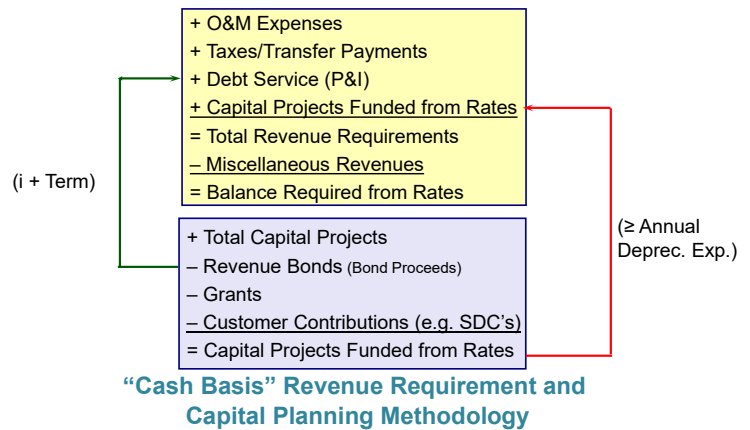 + O&M Expenses
+ Taxes/Transfer Payments
+ Debt Service (P&I)
+ Capital Projects Funded from Rates
= Total Revenue Requirements
– Miscellaneous Revenues
= Balance Required from Rates
(i + Term)
(≥ Annual
Deprec. Exp.)
+ Total Capital Projects
– Revenue Bonds (Bond Proceeds)
– Grants
– Customer Contributions (e.g. SDC's)
= Capital Projects Funded from Rates
“Cash Basis” Revenue Requirement and
Capital Planning Methodology